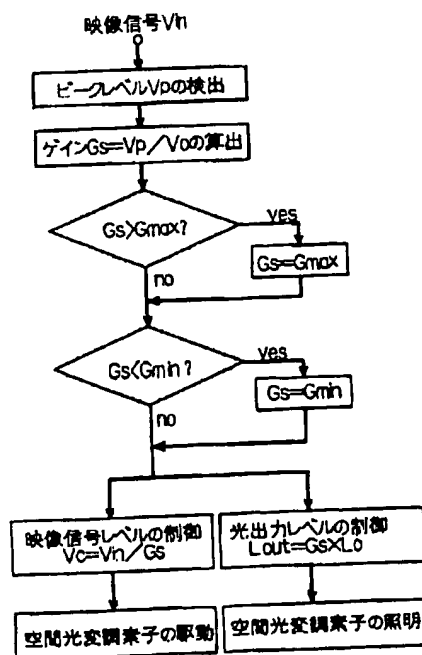 映像信号Vin
ピークレベルVpの検出
ゲインGs=Vp/Voの算出
Gs>Gmax?
yes
Gs=Gmax
no
Gs<Gmin?
yes
Gs=Gmin
no
映像信号レベルの制御
Vc=Vin/Gs
光出力レベルの制御
Lout=Gs×Lo
空間光変調素子の駆動
空間光変調素子の照明